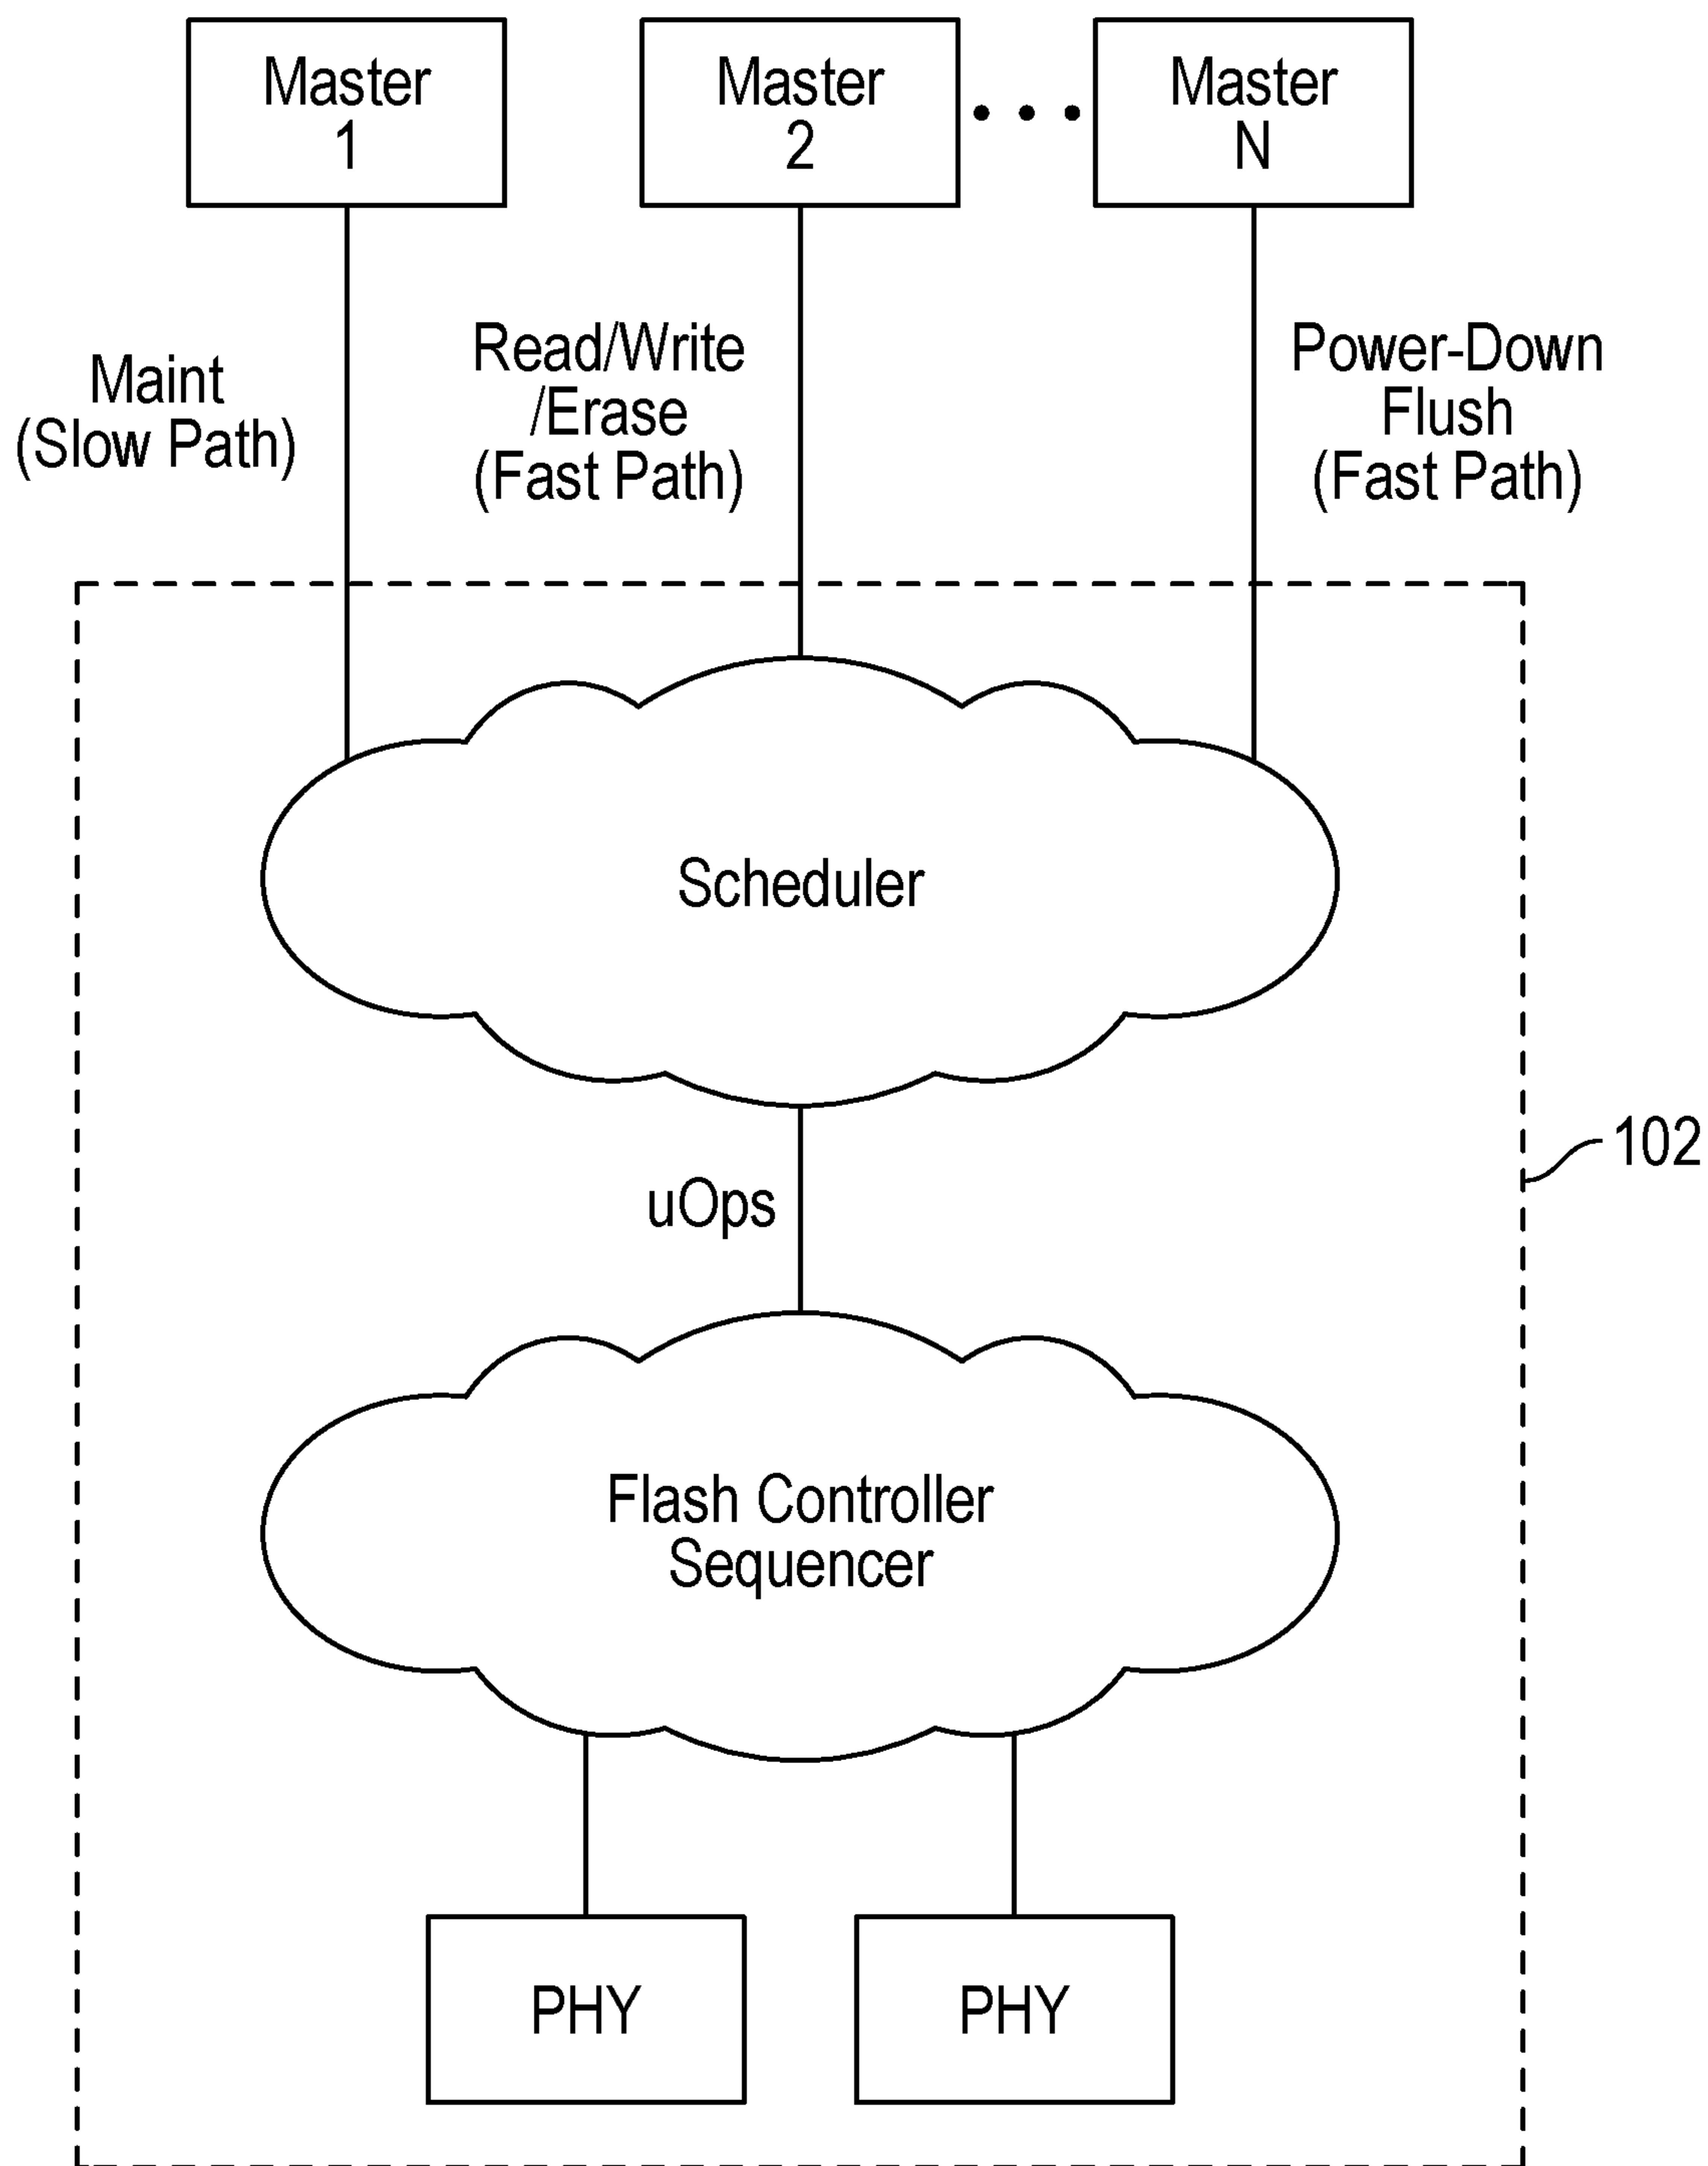 Master
1
Master
2
Master
N
Maint
(Slow Path)
Read/Write
/Erase
(Fast Path)
Power-Down
Flush
(Fast Path)
Scheduler
102
uOps
Flash Controller
Sequencer
PHY
PHY